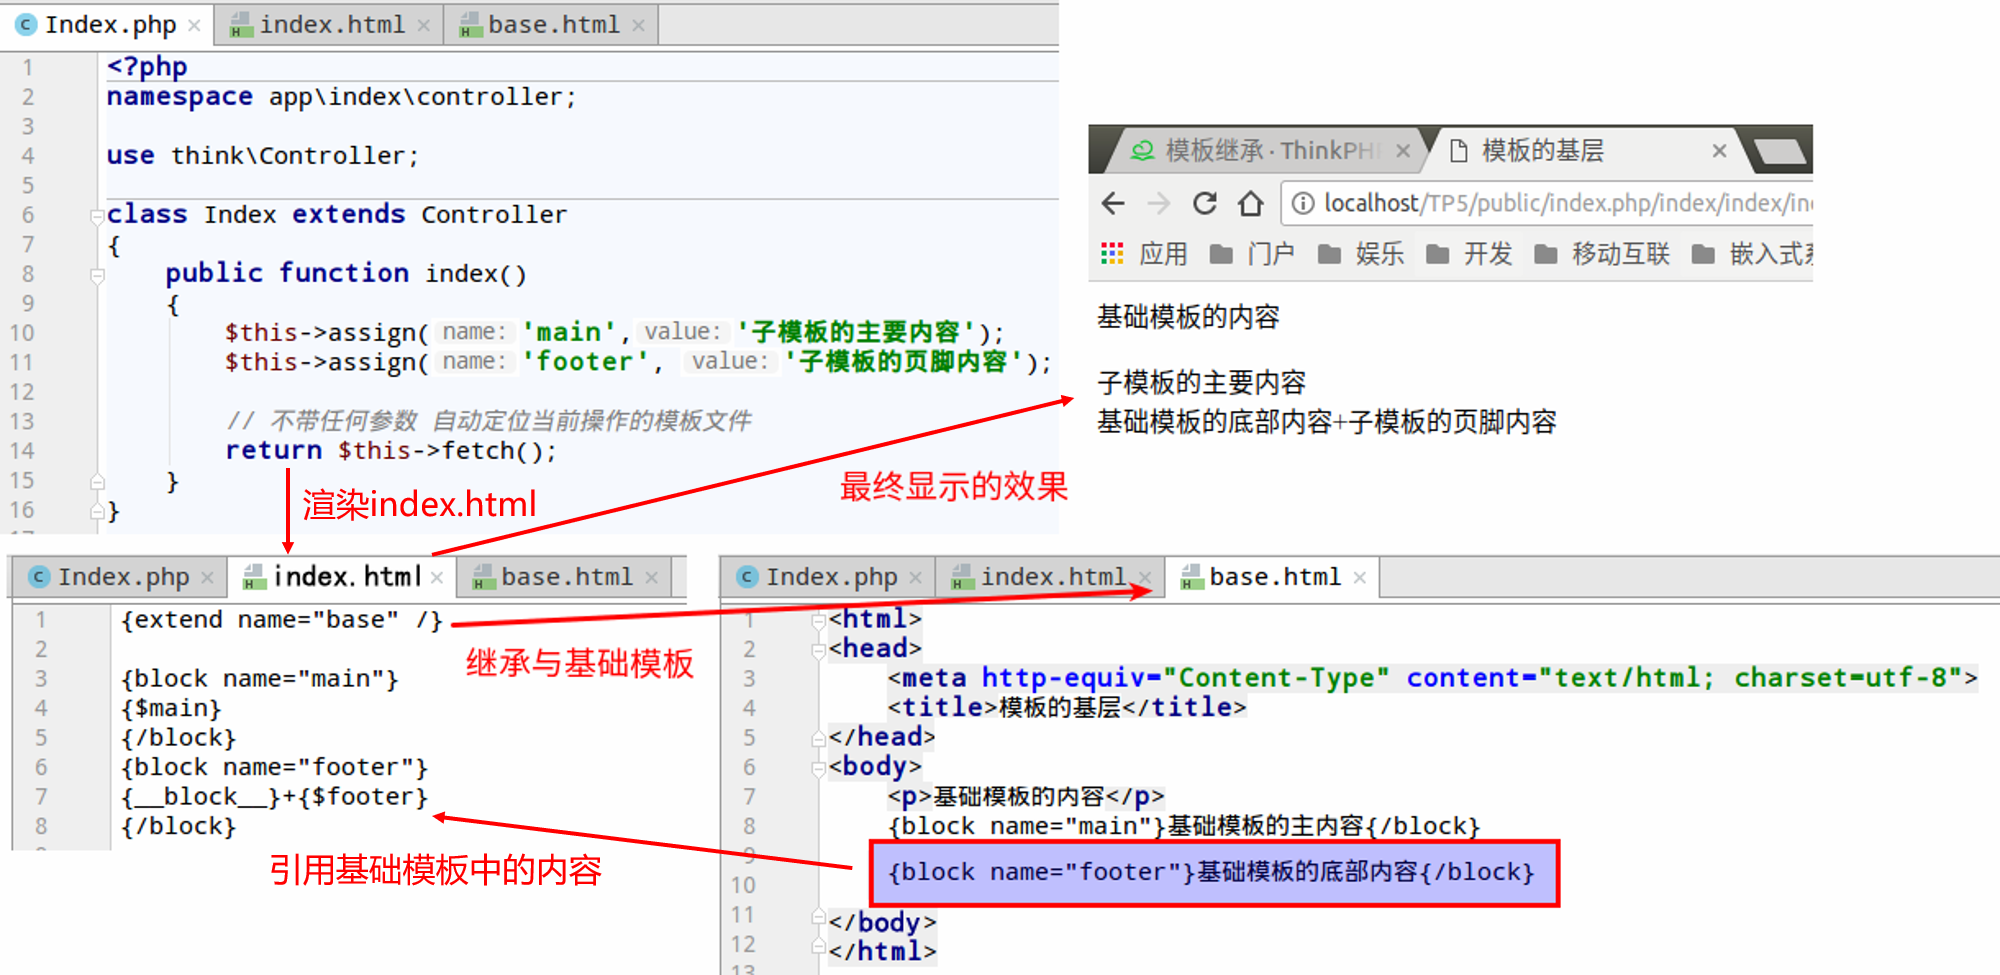 Index.php
index.html
base.html
1 <?php
2 namespace app\index\controller;
3
4 use think\Controller;
5
6 class Index extends Controller
7 {
8 public function index()
9 {
10 $this->assign( name: 'main', value: '子模板的主要内容');
11 $this->assign( name: 'footer', value: '子模板的页脚内容');
12
13 // 不带任何参数 自动定位当前操作的模板文件
14 return $this->fetch();
15 }
16 }
渲染index.html
最终显示的效果
模板继承 · ThinkPH
模板的基层
localhost/TP5/public/index.php/index/index/in
应用 门户 娱乐 开发 移动互联 嵌入式
基础模板的内容
子模板的主要内容
基础模板的底部内容+子模板的页脚内容
Index.php
index.html
base.html
1 {extend name="base" /}
2
3 {block name="main"}
4 {$main}
5 {/block}
6 {block name="footer"}
7 {__block__}+{$footer}
8 {/block}
继承与基础模板
引用基础模板中的内容
Index.php
index.html
base.html
1 <html>
2 <head>
3 <meta http-equiv="Content-Type" content="text/html; charset=utf-8">
4 <title>模板的基层</title>
5 </head>
6 <body>
7 <p>基础模板的内容</p>
8 {block name="main"}基础模板的主内容{/block}
9
{block name="footer"}基础模板的底部内容{/block}
10
11 </body>
12 </html>
13